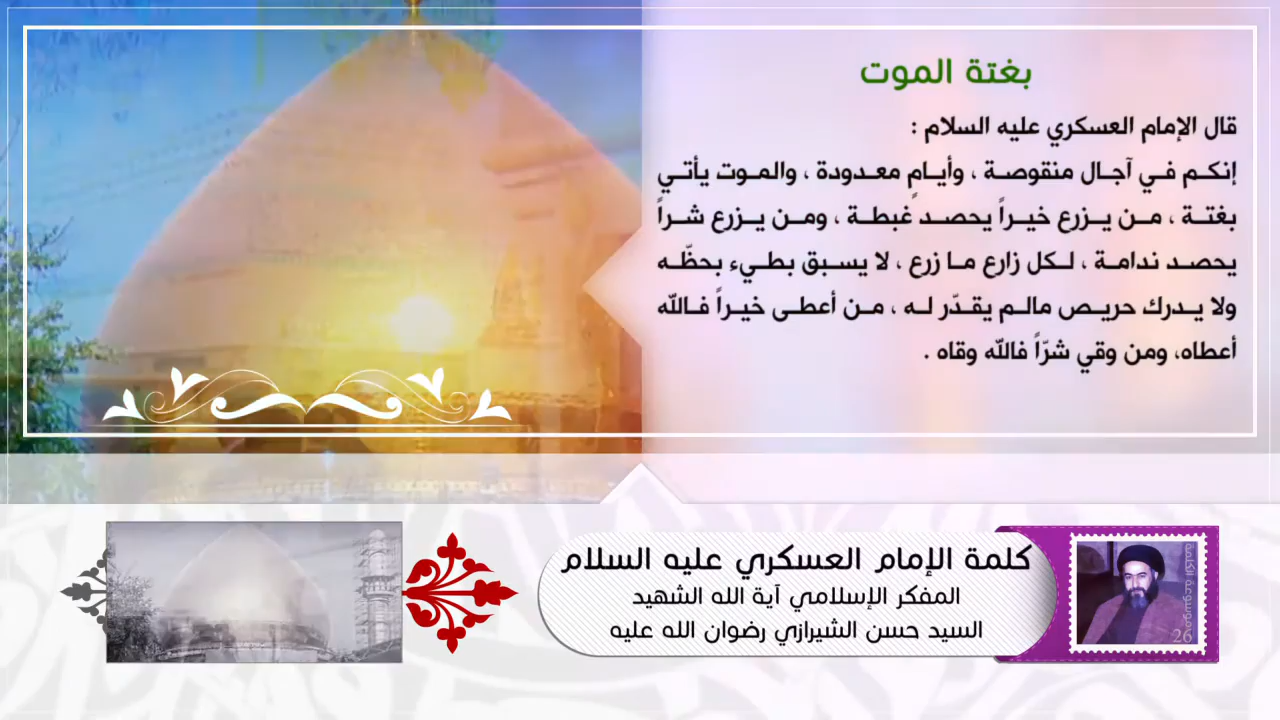 بغتة الموت
قال الإمام العسكري عليه السلام :
إنكم في آجال منقوصة ، وأيامٍ معدودة ، والموت يأتي
بغتة ، من يزرع خيراً يحصد غبطة ، ومن يزرع شراً
يحصد ندامة ، لكل زارع ما زرع ، لا يسبق بطيء بحظّه
ولا يدرك حريص مالم يقدّر له ، من أعطى خيراً فالله
أعطاه، ومن وقي شرّاً فالله وقاه .
كلمة الإمام العسكري عليه السلام
المفكر الإسلامي آية الله الشهيد
السيد حسن الشيرازي رضوان الله عليه
موسوعة الكلمة
26